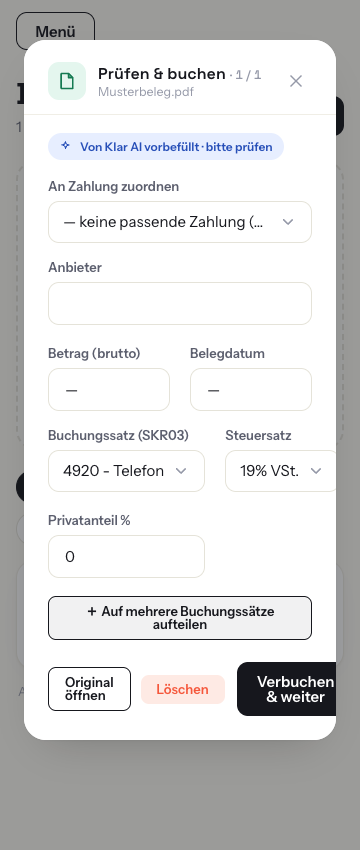 Menü
Prüfen & buchen · 1 / 1
Musterbeleg.pdf
Von Klar AI vorbefüllt · bitte prüfen
An Zahlung zuordnen
— keine passende Zahlung (...
Anbieter
Betrag (brutto) Belegdatum
— —
Buchungssatz (SKR03) Steuersatz
4920 - Telefon 19% VSt.
Privatanteil %
0
+ Auf mehrere Buchungssätze
aufteilen
Original
öffnen
Löschen
Verbuchen
& weiter